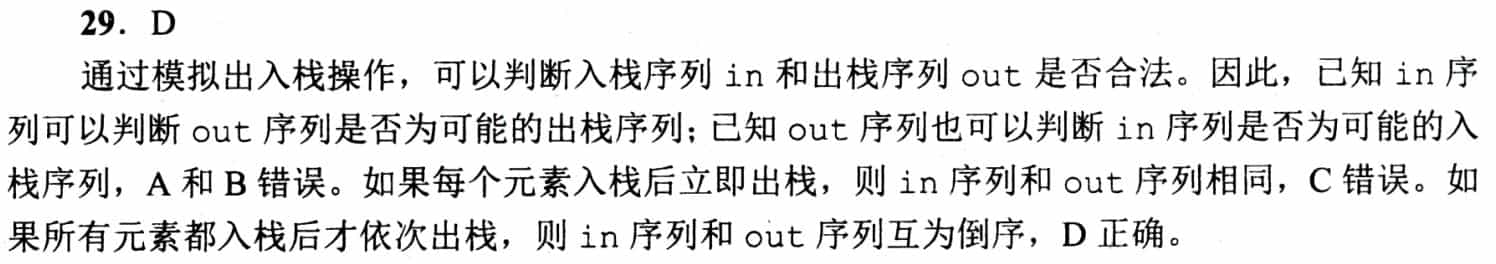 29. D
通过模拟出入栈操作，可以判断入栈序列 in 和出栈序列 out 是否合法。因此，已知 in 序
列可以判断 out 序列是否为可能的出栈序列；已知 out 序列也可以判断 in 序列是否为可能的入
栈序列，A 和 B 错误。如果每个元素入栈后立即出栈，则 in 序列和 out 序列相同，C 错误。如
果所有元素都入栈后才依次出栈，则 in 序列和 out 序列互为倒序，D 正确。